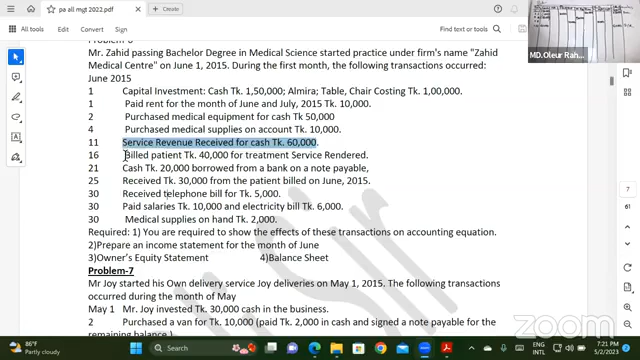 pa all mgt 2022.pdf
MD.Oleur Rah...
Mr. Zahid passing Bachelor Degree in Medical Science started practice under firm's name "Zahid
Medical Centre" on June 1, 2015. During the first month, the following transactions occurred:
June 2015
1 Capital Investment: Cash Tk. 1,50,000; Almira; Table, Chair Costing Tk. 1,00,000.
1 Paid rent for the month of June and July, 2015 Tk. 10,000.
2 Purchased medical equipment for cash Tk 50,000
4 Purchased medical supplies on account Tk. 10,000.
11 Service Revenue Received for cash Tk. 60,000.
16 Billed patient Tk. 40,000 for treatment Service Rendered.
21 Cash Tk. 20,000 borrowed from a bank on a note payable,
25 Received Tk. 30,000 from the patient billed on June, 2015.
30 Received telephone bill for Tk. 5,000.
30 Paid salaries Tk. 10,000 and electricity bill Tk. 6,000.
30 Medical supplies on hand Tk. 2,000.
Required: 1) You are required to show the effects of these transactions on accounting equation.
2)Prepare an income statement for the month of June
3)Owner's Equity Statement 4)Balance Sheet
Problem-7
Mr Joy started his Own delivery service Joy deliveries on May 1, 2015. The following transactions
occurred during the month of May
May 1 Mr. Joy invested Tk. 30,000 cash in the business.
2 Purchased a van for Tk. 10,000 (paid Tk. 2,000 in cash and signed a note payable for the
remaining balance.)
7
zoom
86°F
Partly cloudy
Search
ENG
INTL
7:21 PM
5/2/2023